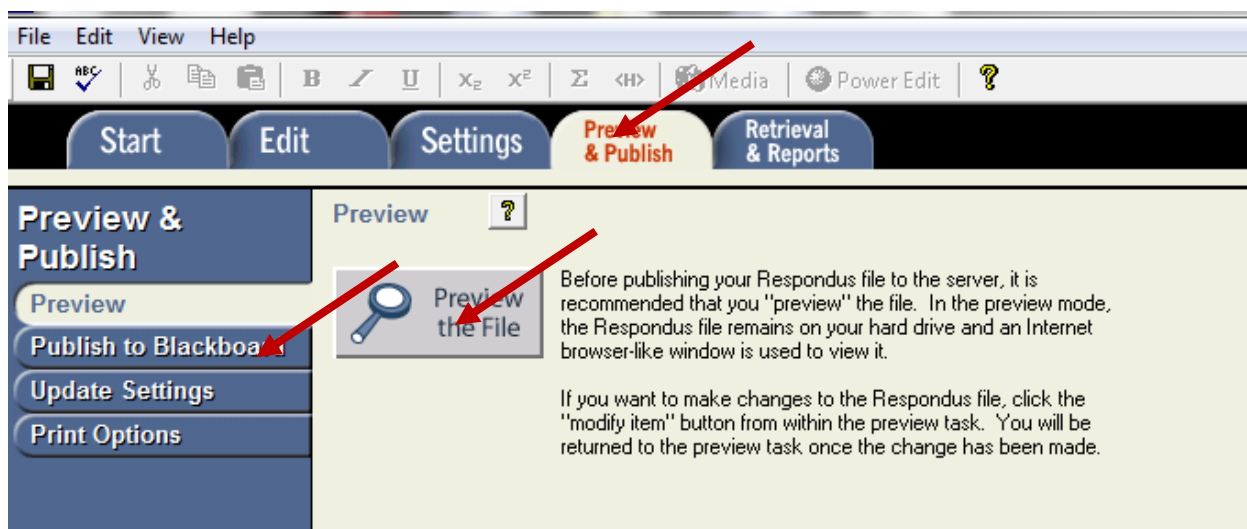 File Edit View Help
ABC B I U X₂ X² Σ <H> Media Power Edit ?
Start Edit Settings Preview & Publish Retrieval & Reports
Preview &
Publish
Preview
Publish to Blackboard
Update Settings
Print Options
Preview ?
Preview
the File
Before publishing your Respondus file to the server, it is
recommended that you "preview" the file. In the preview mode,
the Respondus file remains on your hard drive and an Internet
browser-like window is used to view it.
If you want to make changes to the Respondus file, click the
"modify item" button from within the preview task. You will be
returned to the preview task once the change has been made.